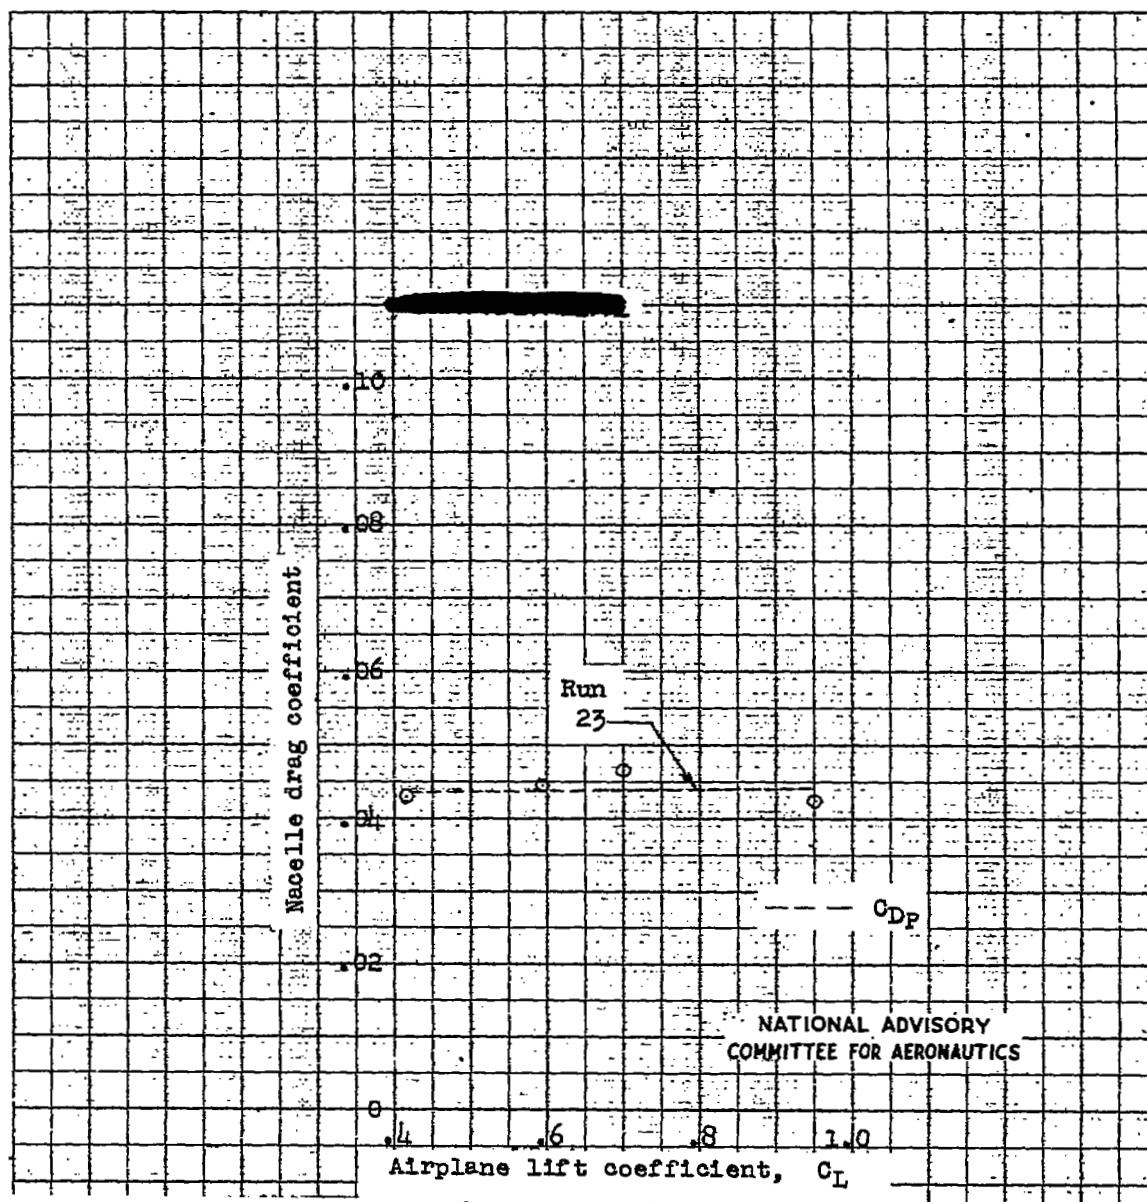 .10
.08
Nacelle drag coefficient
.06
Run
23
.04
C_Dp
.02
NATIONAL ADVISORY
COMMITTEE FOR AERONAUTICS
0
.4 .6 .8 1.0
Airplane lift coefficient, C_L